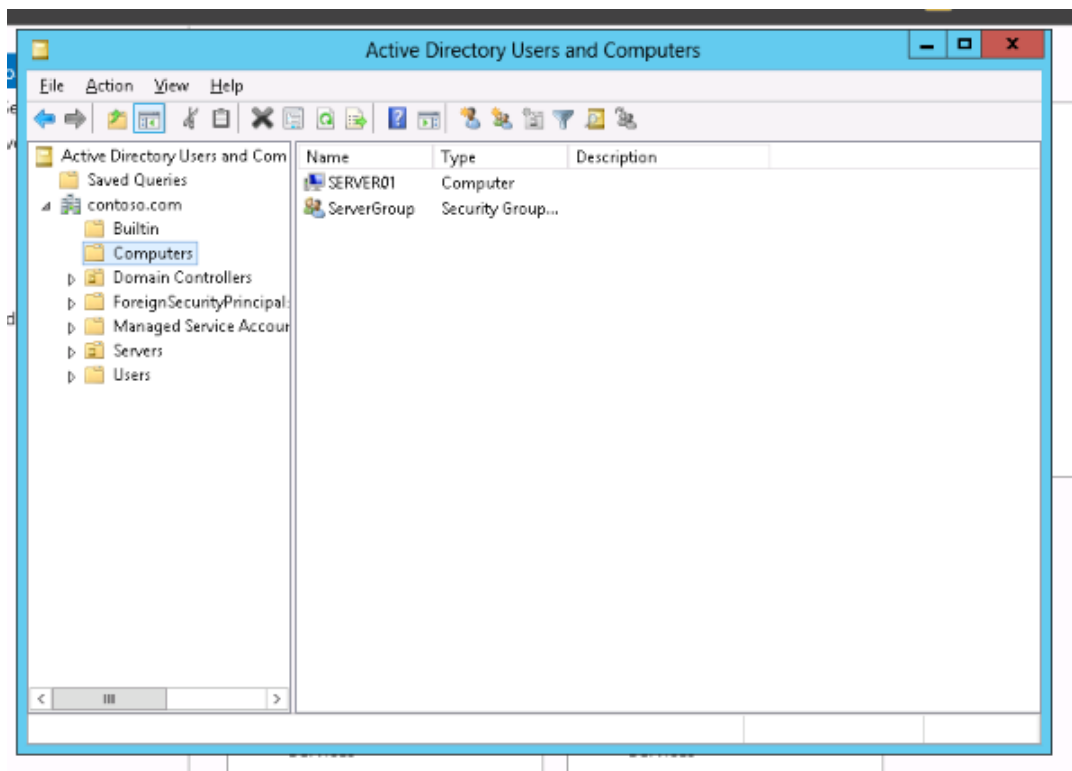 Active Directory Users and Computers
File Action View Help
Active Directory Users and Com
Saved Queries
contoso.com
Builtin
Computers
Domain Controllers
ForeignSecurityPrincipal
Managed Service Accour
Servers
Users
Name Type Description
SERVER01 Computer
ServerGroup Security Group...